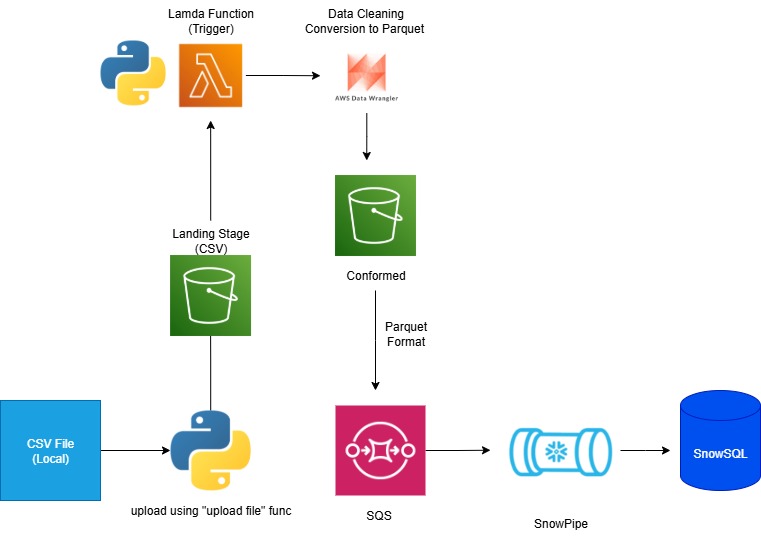 Lamda Function
(Trigger)
Data Cleaning
Conversion to Parquet
AWS Data Wrangler
Landing Stage
(CSV)
Conformed
Parquet
Format
CSV File
(Local)
upload using "upload file" func
SQS
SnowPipe
SnowSQL